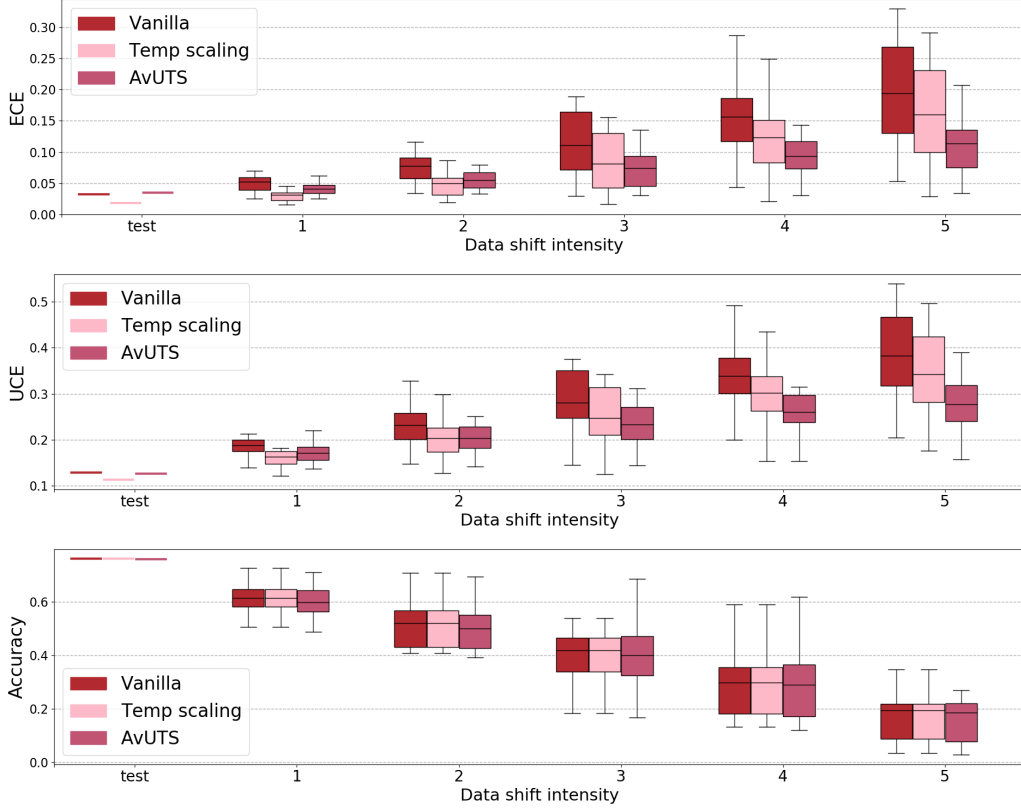 0.30
0.25
0.20
0.15
0.10
0.05
0.00
ECE
Vanilla
Temp scaling
AvUTS
test 1 2 3 4 5
Data shift intensity
0.5
0.4
0.3
0.2
0.1
UCE
Vanilla
Temp scaling
AvUTS
test 1 2 3 4 5
Data shift intensity
0.6
0.4
0.2
0.0
Accuracy
Vanilla
Temp scaling
AvUTS
test 1 2 3 4 5
Data shift intensity